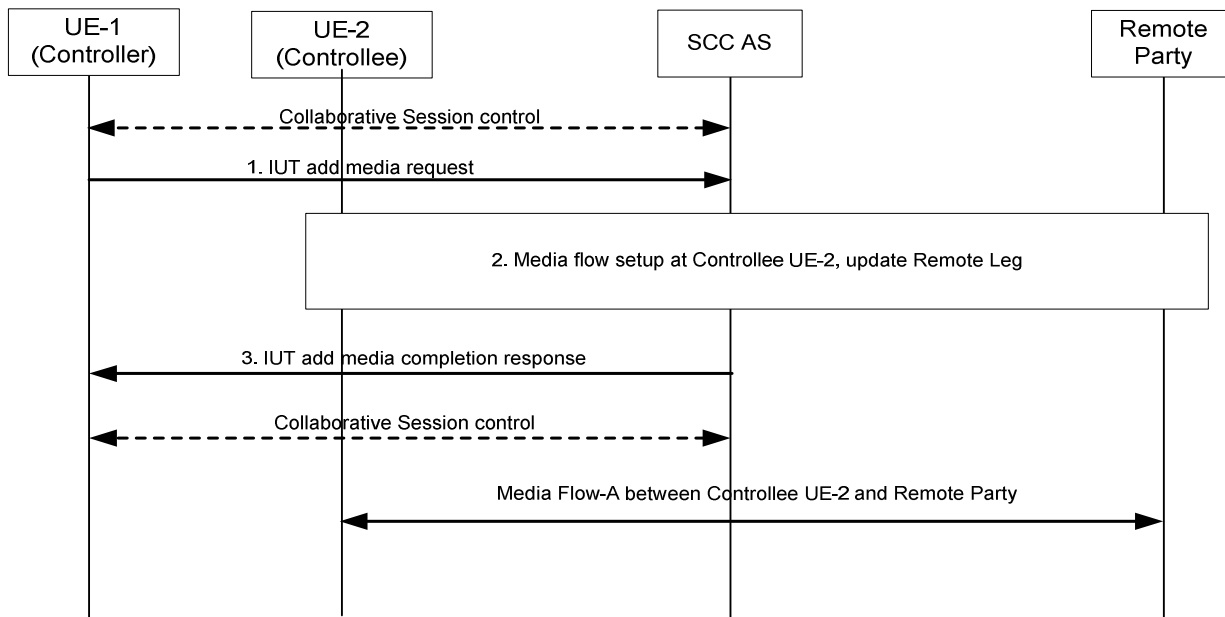 UE-1
(Controller)
UE-2
(Controllee)
SCC AS
Remote
Party
Collaborative Session control
1. IUT add media request
2. Media flow setup at Controllee UE-2, update Remote Leg
3. IUT add media completion response
Collaborative Session control
Media Flow-A between Controllee UE-2 and Remote Party